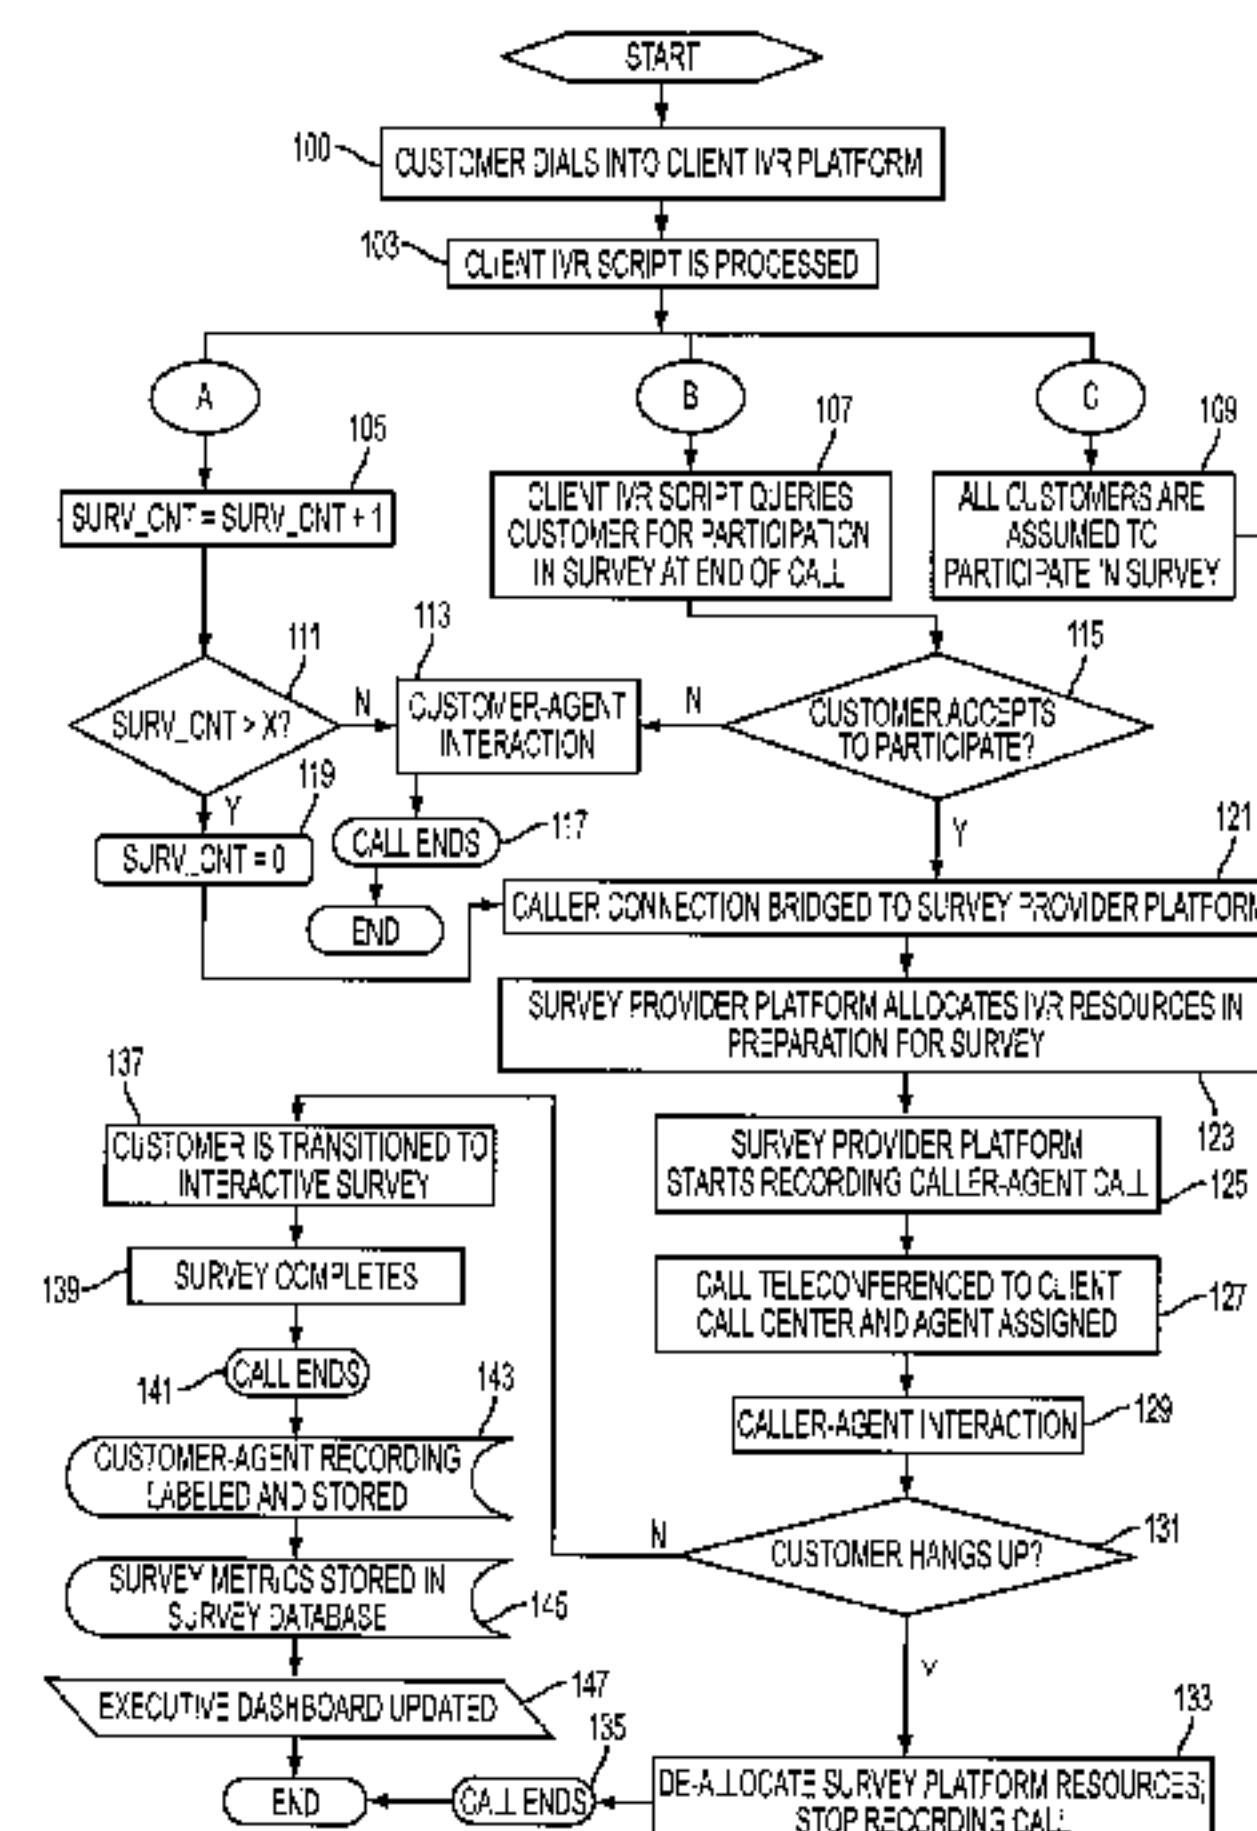 START
100
CUSTOMER DIALS INTO CLIENT IVR PLATFORM
103
CLIENT IVR SCRIPT IS PROCESSED
A
B
C
105
107
109
SURV_CNT = SURV_CNT + 1
CLIENT IVR SCRIPT QUERIES
CUSTOMER FOR PARTICIPATION
IN SURVEY AT END OF CALL
ALL CUSTOMERS ARE
ASSUMED TO
PARTICIPATE IN SURVEY
111
113
115
SURV_CNT > X?
N
CUSTOMER-AGENT
INTERACTION
N
CUSTOMER ACCEPTS
TO PARTICIPATE?
Y
119
Y
SURV_CNT = 0
CALL ENDS
117
END
121
CALLER CONNECTION BRIDGED TO SURVEY PROVIDER PLATFORM
SURVEY PROVIDER PLATFORM ALLOCATES IVR RESOURCES IN
PREPARATION FOR SURVEY
123
137
CUSTOMER IS TRANSITIONED TO
INTERACTIVE SURVEY
SURVEY PROVIDER PLATFORM
STARTS RECORDING CALLER-AGENT CALL
125
139
SURVEY COMPLETES
CALL TELECONFERENCED TO CLIENT
CALL CENTER AND AGENT ASSIGNED
127
141
CALL ENDS
143
CALLER-AGENT INTERACTION
129
CUSTOMER-AGENT RECORDING
LABELED AND STORED
N
CUSTOMER HANGS UP?
131
SURVEY METRICS STORED IN
SURVEY DATABASE
145
Y
EXECUTIVE DASHBOARD UPDATED
147
135
133
END
CALL ENDS
DE-ALLOCATE SURVEY PLATFORM RESOURCES;
STOP RECORDING CALL